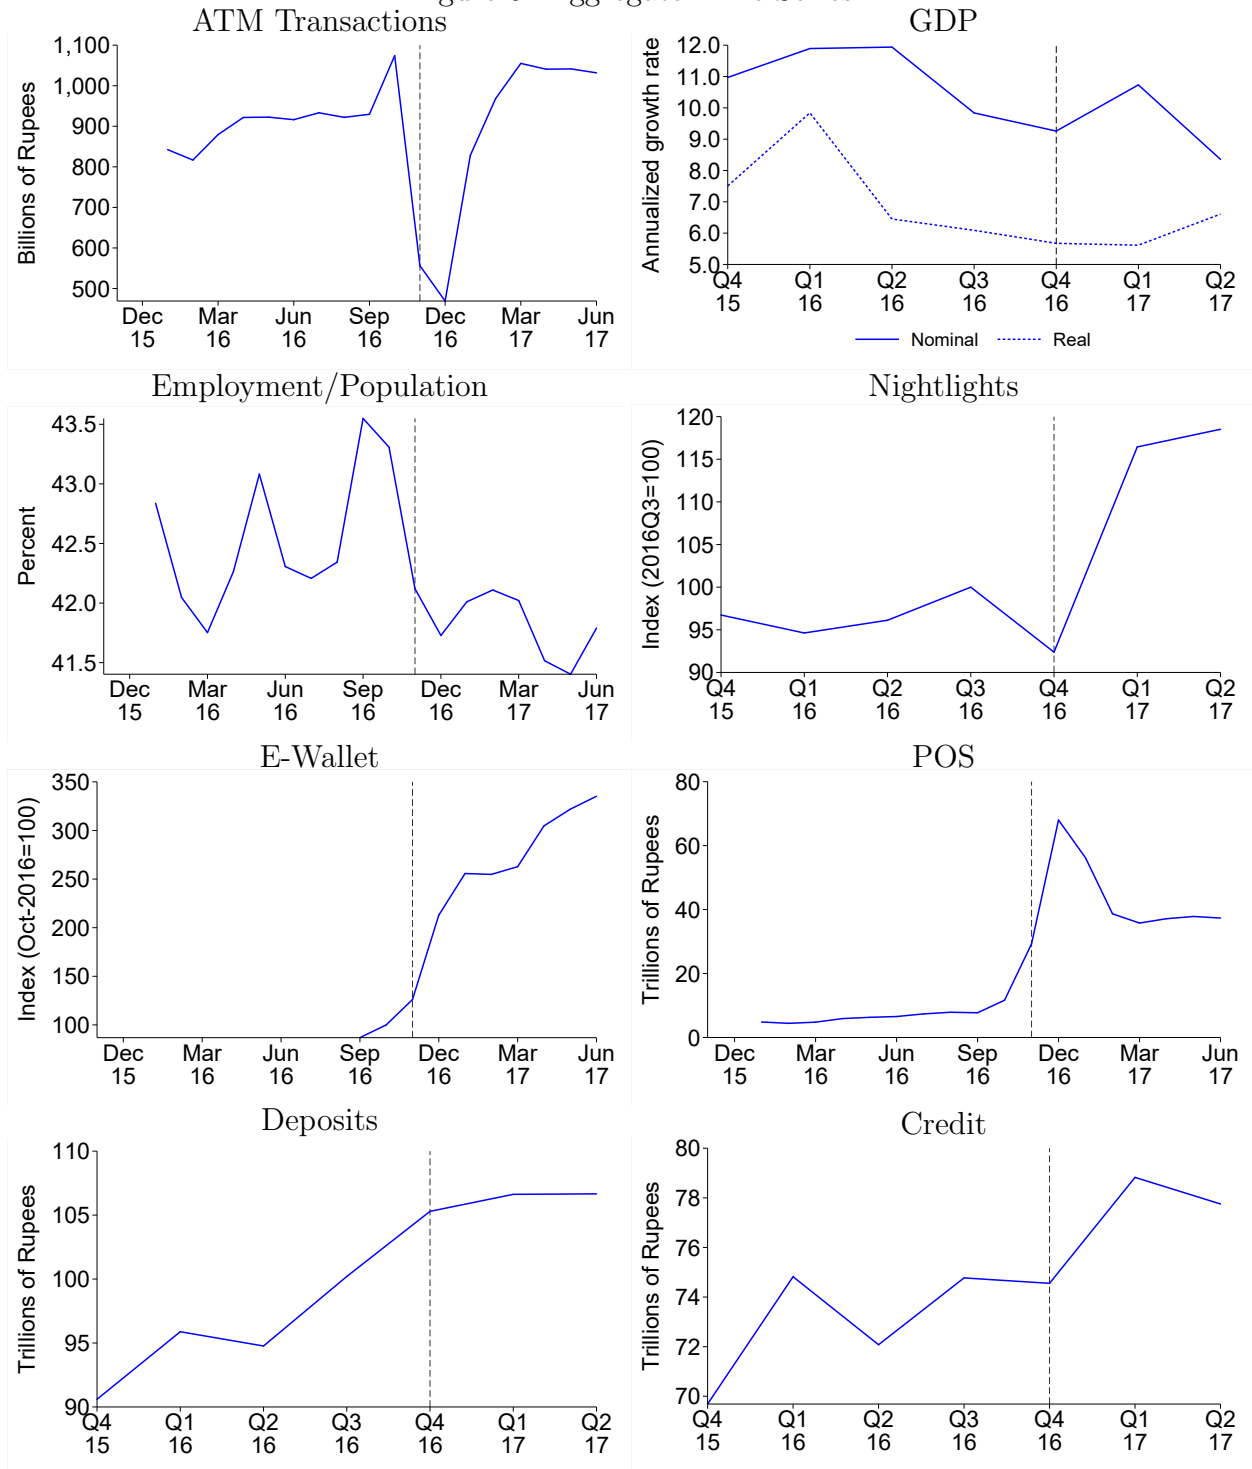 ATM Transactions
1,100
1,000
900
800
700
600
500
Billions of Rupees
Dec Mar Jun Sep Dec Mar Jun
15 16 16 16 16 17 17
GDP
12.0
11.0
10.0
9.0
8.0
7.0
6.0
5.0
Annualized growth rate
Q4 Q1 Q2 Q3 Q4 Q1 Q2
15 16 16 16 16 17 17
Nominal Real
Employment/Population
43.5
43.0
42.5
42.0
41.5
Percent
Dec Mar Jun Sep Dec Mar Jun
15 16 16 16 16 17 17
Nightlights
120
115
110
105
100
95
90
Index (2016Q3=100)
Q4 Q1 Q2 Q3 Q4 Q1 Q2
15 16 16 16 16 17 17
E-Wallet
350
300
250
200
150
100
Index (Oct-2016=100)
Dec Mar Jun Sep Dec Mar Jun
15 16 16 16 16 17 17
POS
80
60
40
20
0
Trillions of Rupees
Dec Mar Jun Sep Dec Mar Jun
15 16 16 16 16 17 17
Deposits
110
105
100
95
90
Trillions of Rupees
Q4 Q1 Q2 Q3 Q4 Q1 Q2
15 16 16 16 16 17 17
Credit
80
78
76
74
72
70
Trillions of Rupees
Q4 Q1 Q2 Q3 Q4 Q1 Q2
15 16 16 16 16 17 17